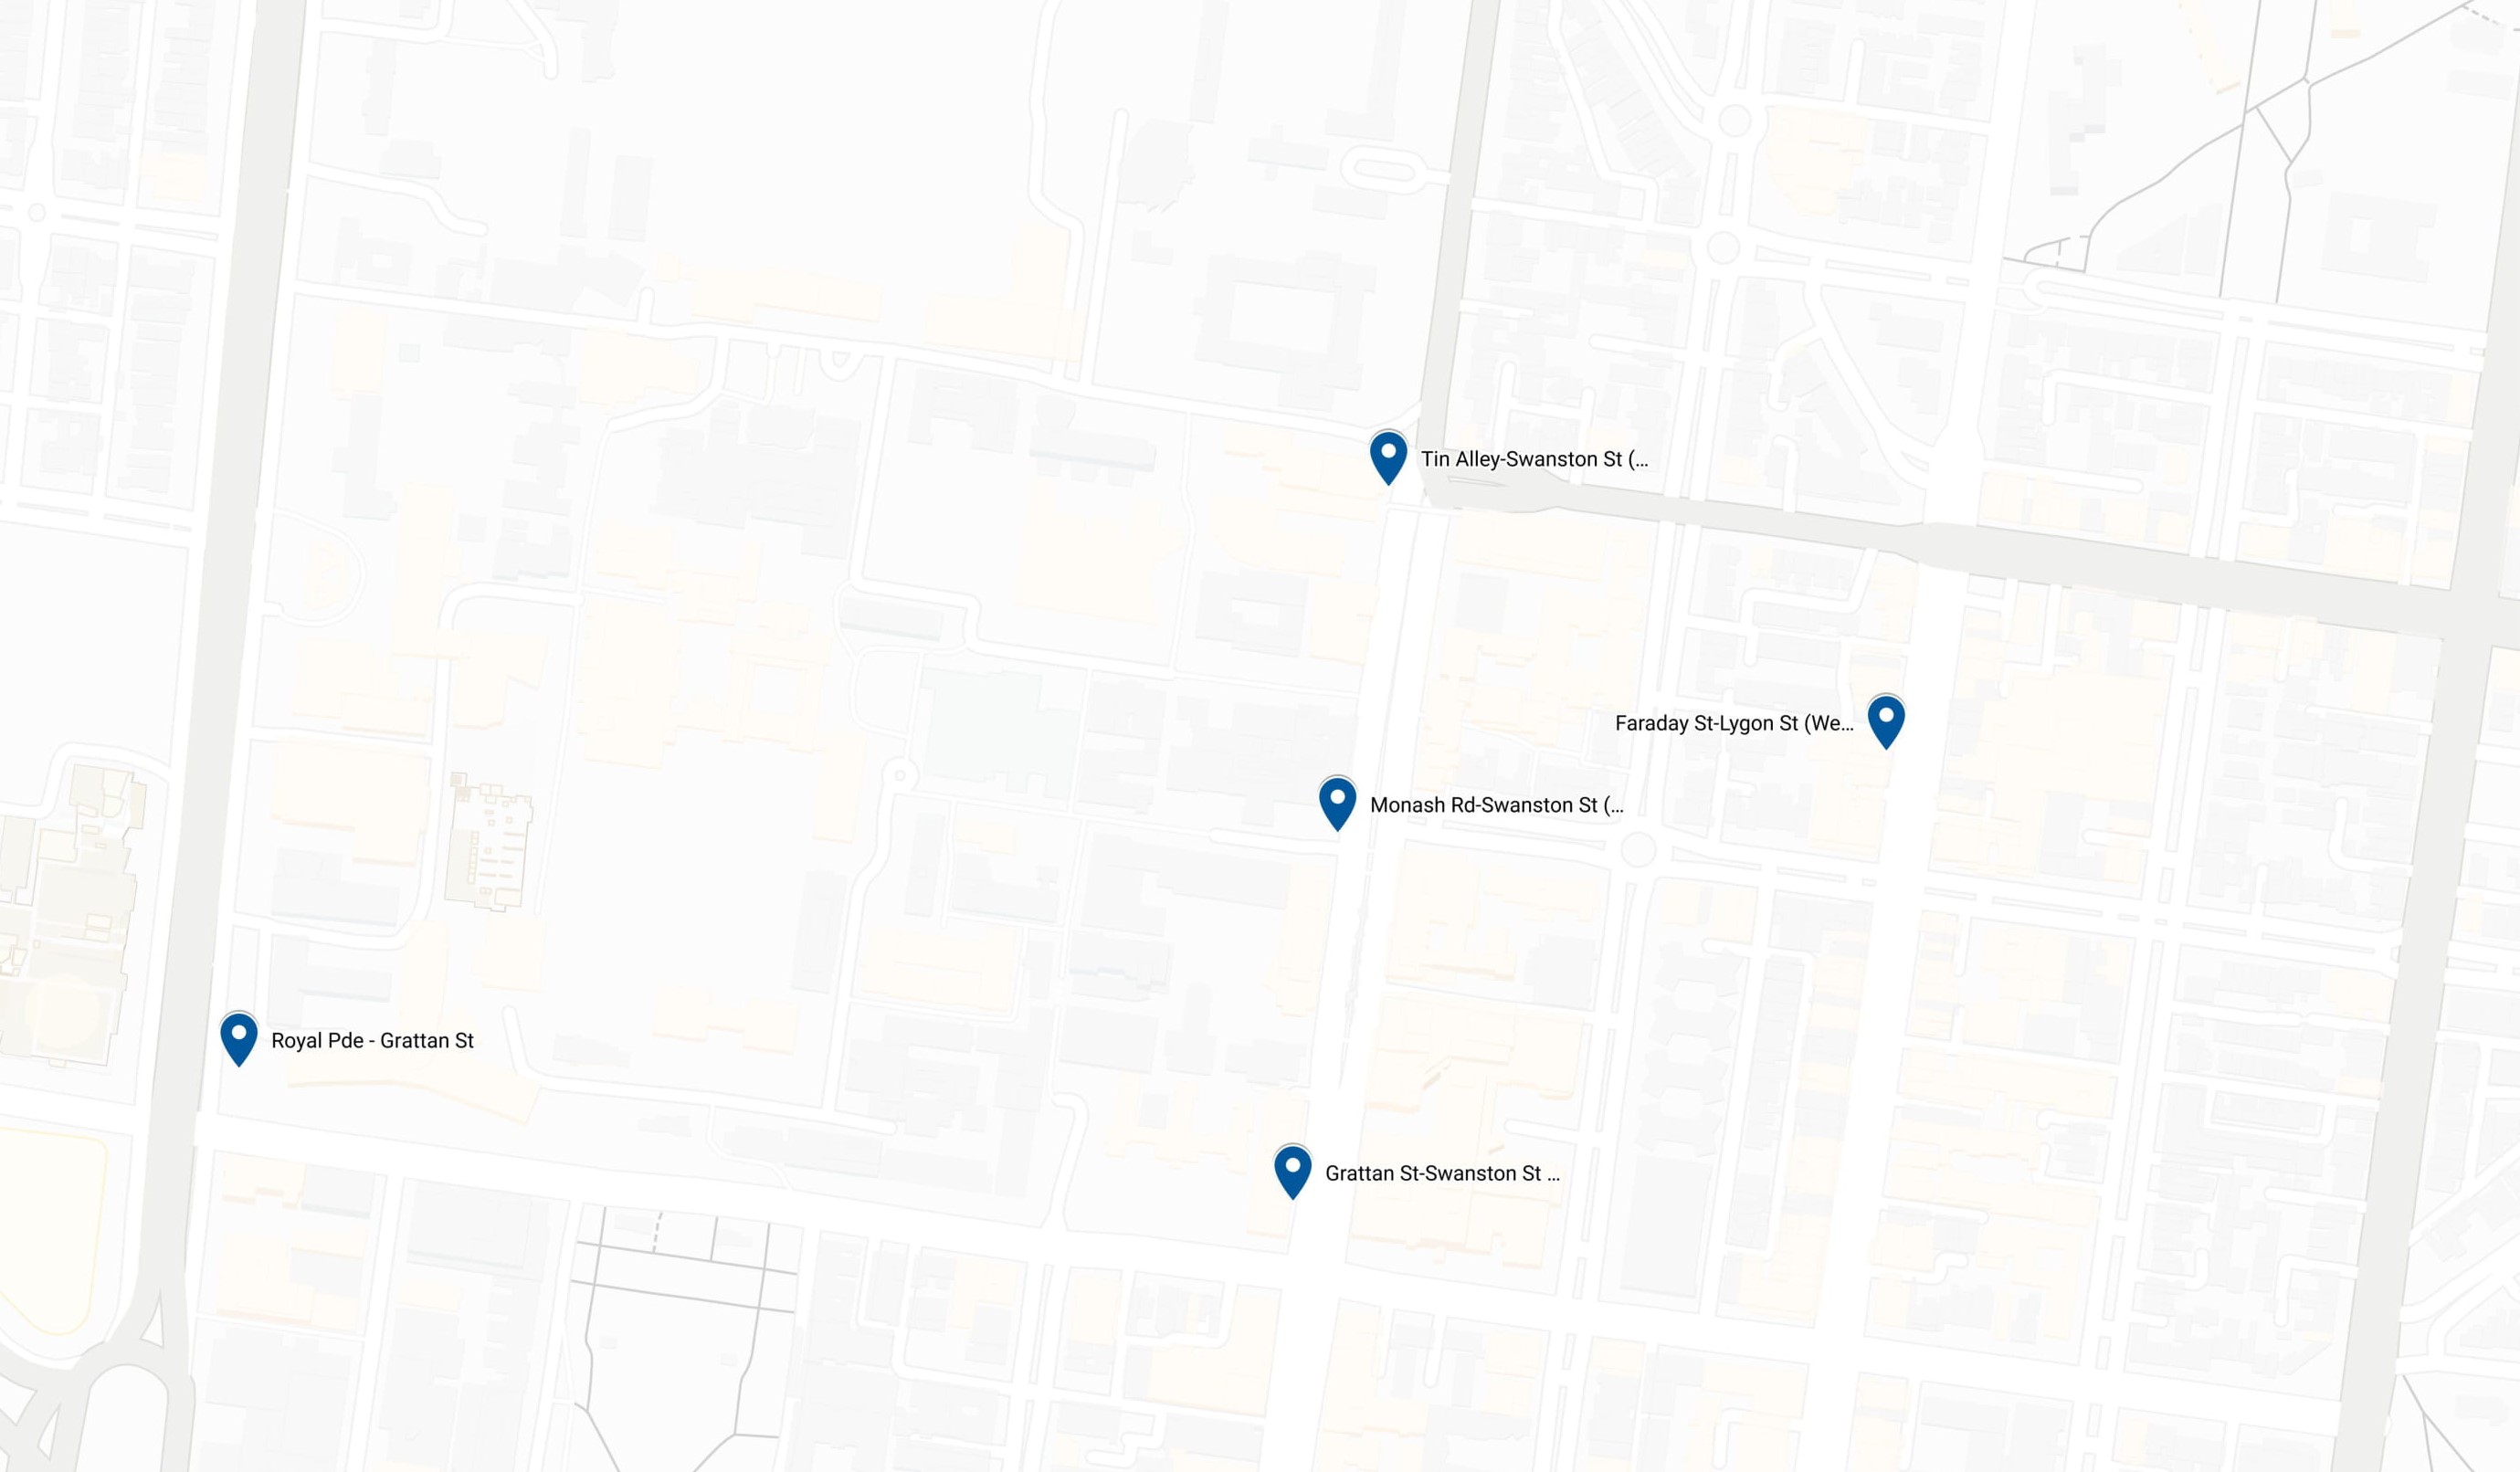 Tin Alley-Swanston St (...
Faraday St-Lygon St (We...
Monash Rd-Swanston St (...
Royal Pde - Grattan St
Grattan St-Swanston St ...